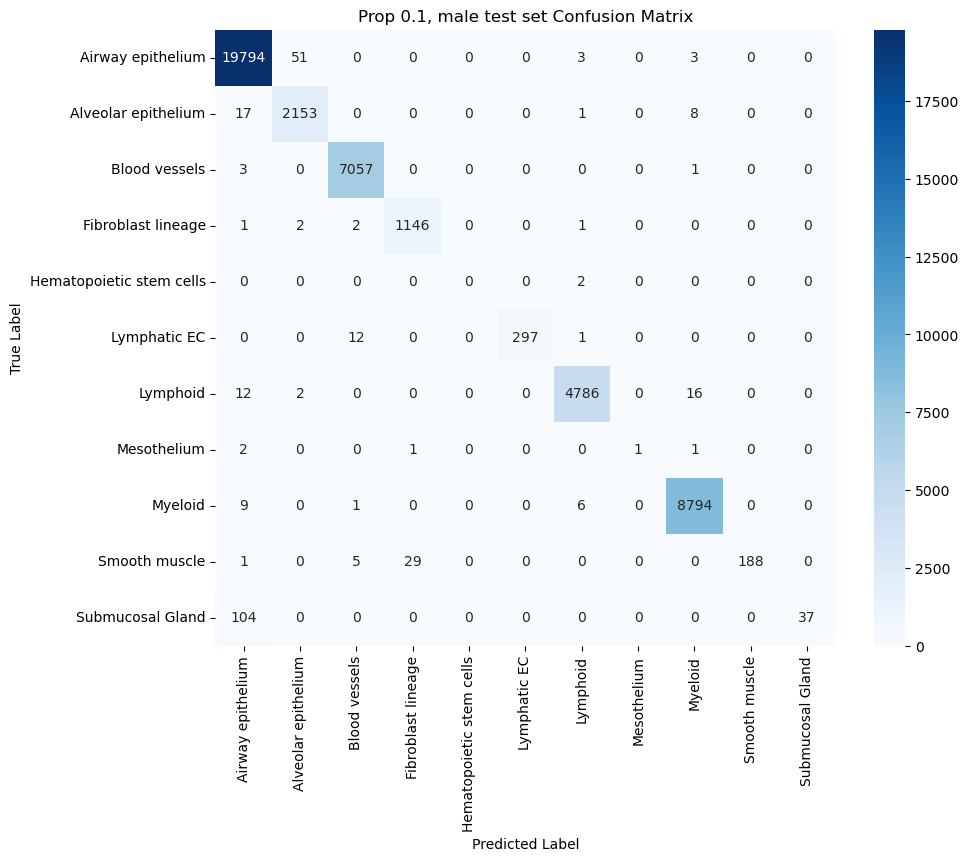 Prop 0.1, male test set Confusion Matrix
True Label
Airway epithelium 19794 51 0 0 0 0 3 0 3 0 0
Alveolar epithelium 17 2153 0 0 0 0 1 0 8 0 0
Blood vessels 3 0 7057 0 0 0 0 0 1 0 0
Fibroblast lineage 1 2 2 1146 0 0 1 0 0 0 0
Hematopoietic stem cells 0 0 0 0 0 0 2 0 0 0 0
Lymphatic EC 0 0 12 0 0 297 1 0 0 0 0
Lymphoid 12 2 0 0 0 0 4786 0 16 0 0
Mesothelium 2 0 0 1 0 0 0 1 1 0 0
Myeloid 9 0 1 0 0 0 6 0 8794 0 0
Smooth muscle 1 0 5 29 0 0 0 0 0 188 0
Submucosal Gland 104 0 0 0 0 0 0 0 0 0 37
Airway epithelium
Alveolar epithelium
Blood vessels
Fibroblast lineage
Hematopoietic stem cells
Lymphatic EC
Lymphoid
Mesothelium
Myeloid
Smooth muscle
Submucosal Gland
Predicted Label
17500
15000
12500
10000
7500
5000
2500
0